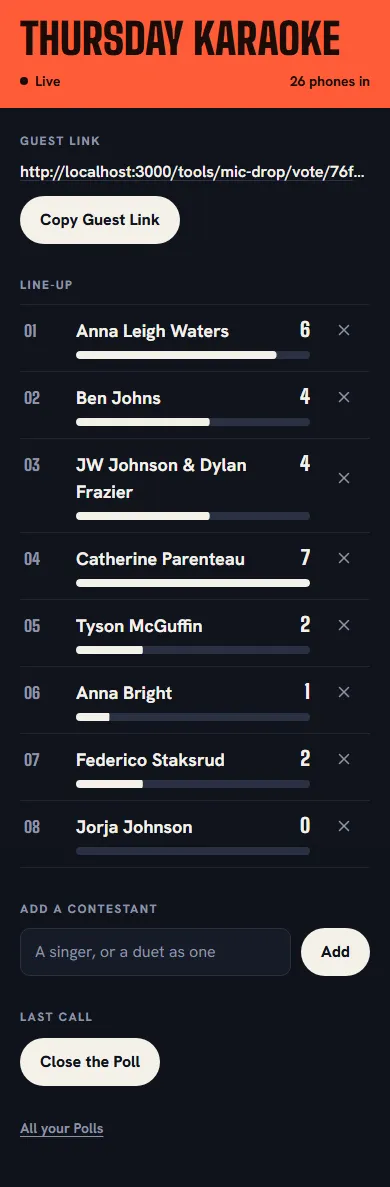 THURSDAY KARAOKE
Live
26 phones in
GUEST LINK
http://localhost:3000/tools/mic-drop/vote/76f...
Copy Guest Link
LINE-UP
01 Anna Leigh Waters 6 ×
02 Ben Johns 4 ×
03 JW Johnson & Dylan 4 ×
Frazier
04 Catherine Parenteau 7 ×
05 Tyson McGuffin 2 ×
06 Anna Bright 1 ×
07 Federico Staksrud 2 ×
08 Jorja Johnson 0 ×
ADD A CONTESTANT
A singer, or a duet as one
Add
LAST CALL
Close the Poll
All your Polls